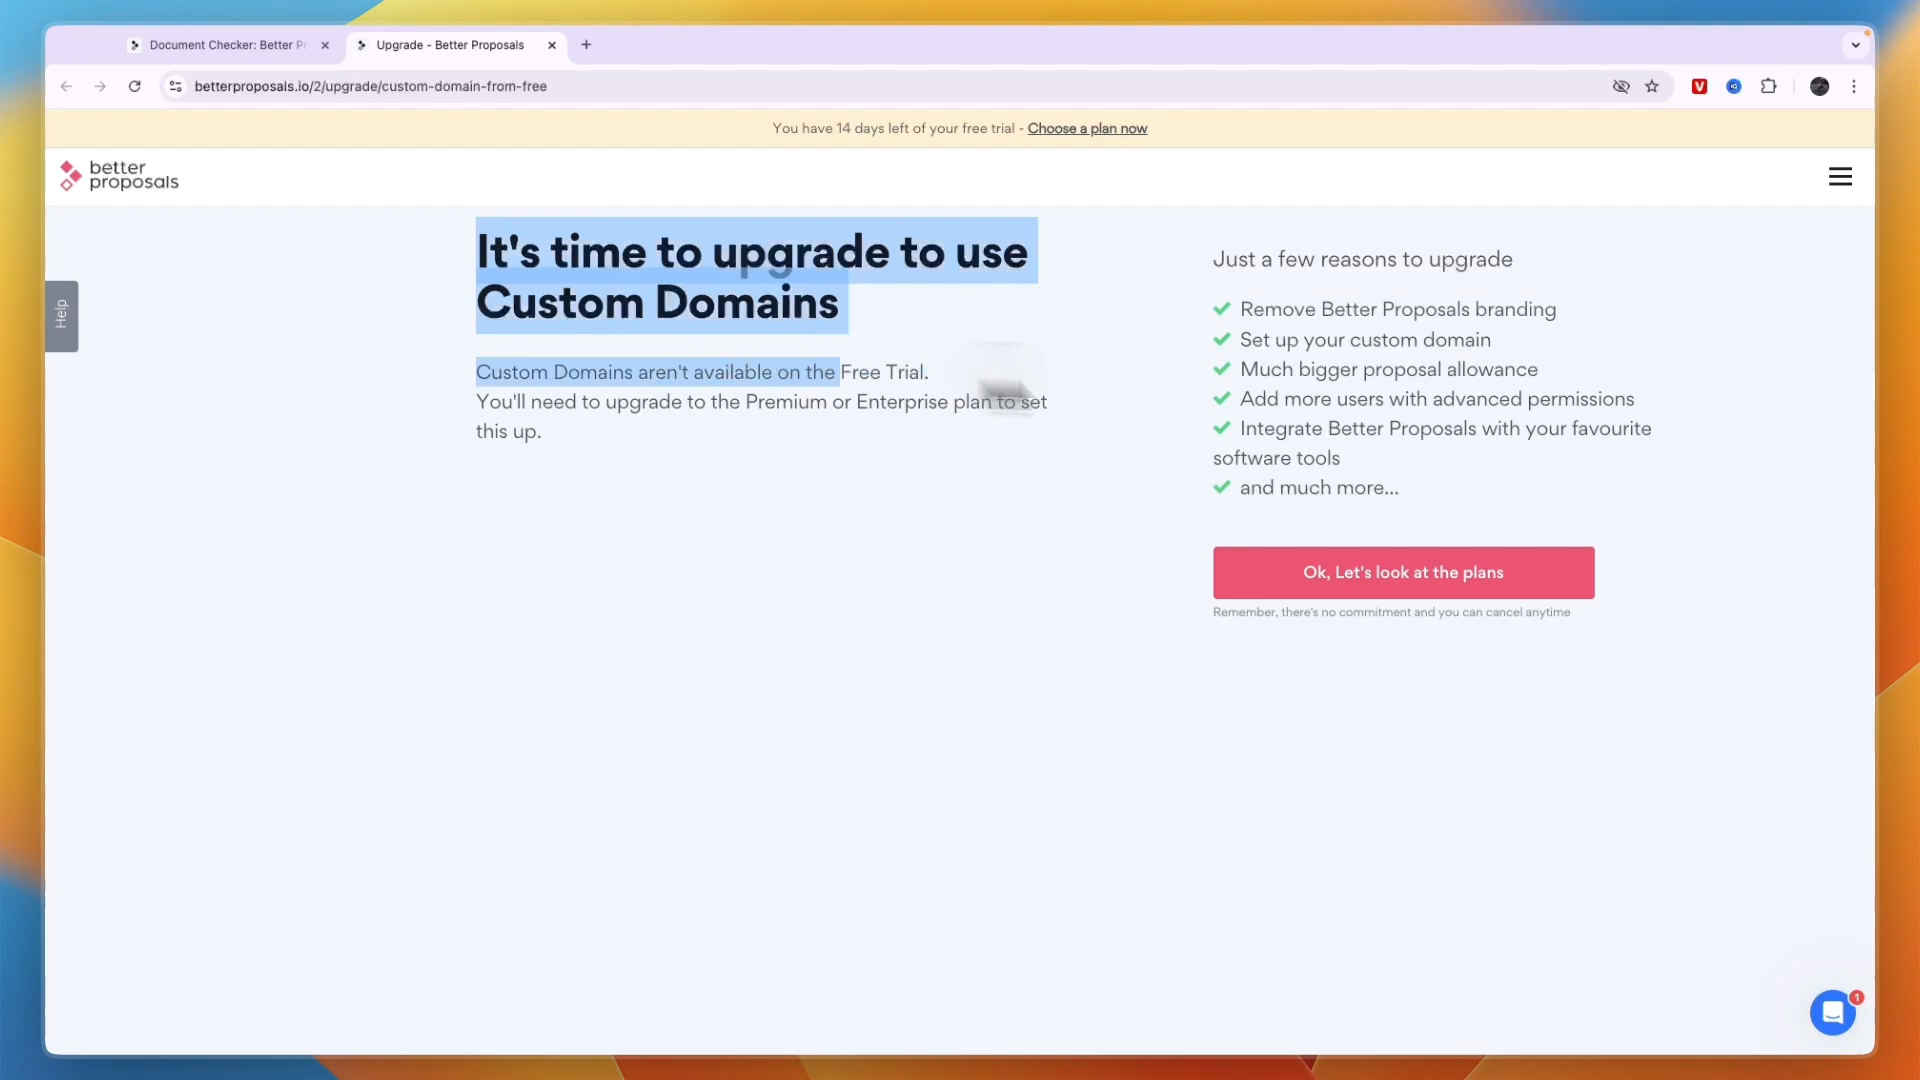 Document Checker: Better Pr
Upgrade - Better Proposals
betterproposals.io/2/upgrade/custom-domain-from-free
You have 14 days left of your free trial - Choose a plan now
better
proposals
Help
It's time to upgrade to use
Custom Domains
Custom Domains aren't available on the Free Trial.
You'll need to upgrade to the Premium or Enterprise plan to set
this up.
Just a few reasons to upgrade
Remove Better Proposals branding
Set up your custom domain
Much bigger proposal allowance
Add more users with advanced permissions
Integrate Better Proposals with your favourite
software tools
and much more...
Ok, Let's look at the plans
Remember, there's no commitment and you can cancel anytime
1